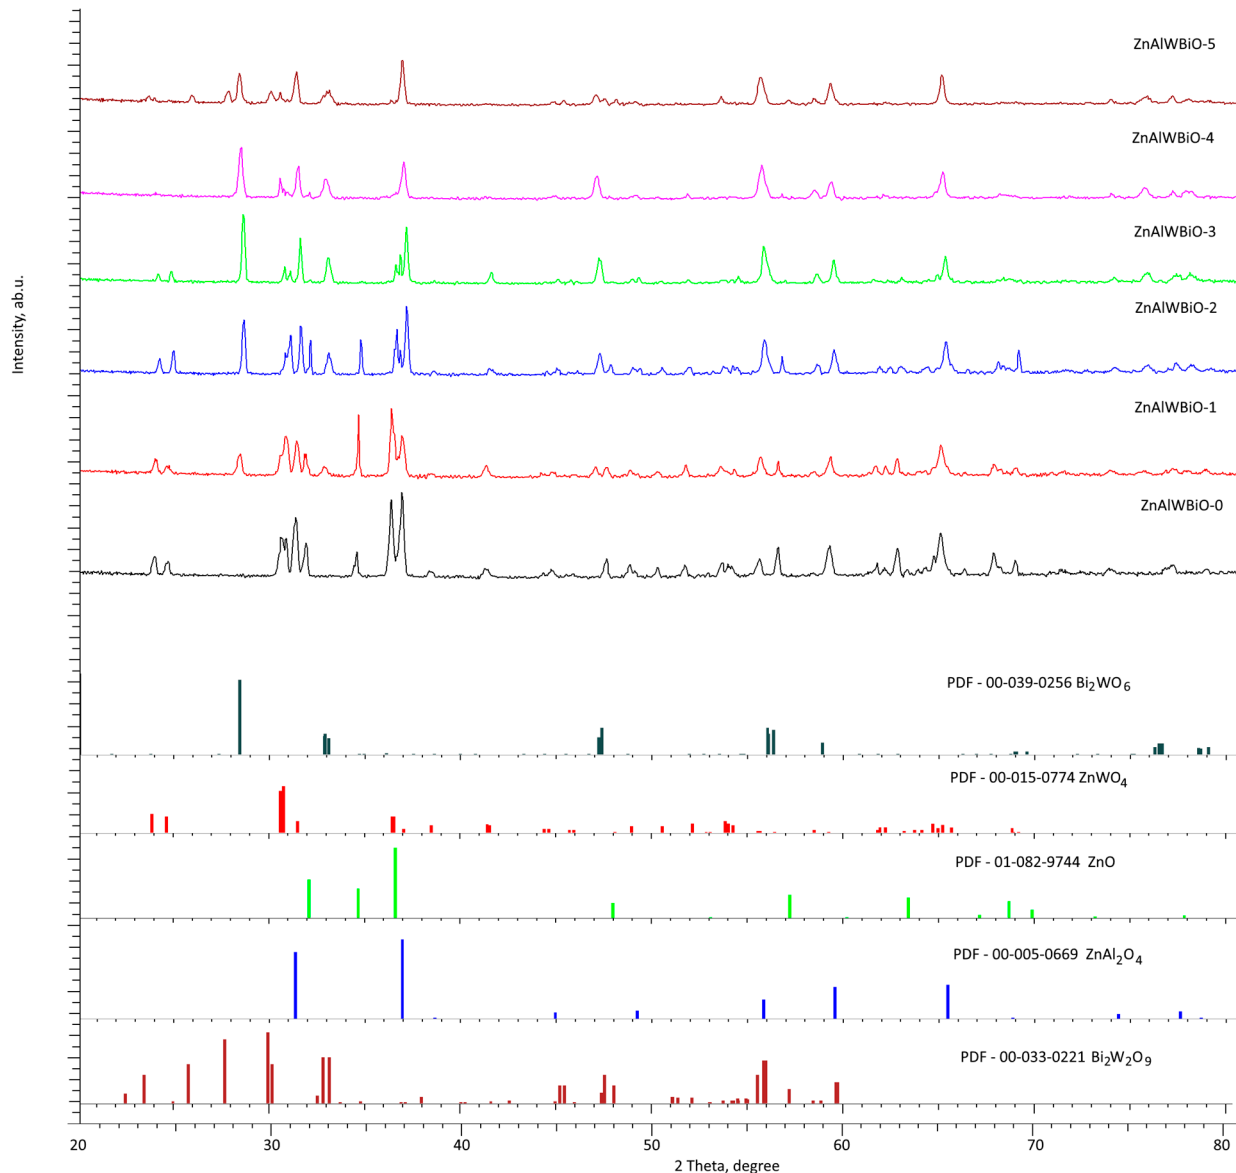 ZnAlWBiO-5
ZnAlWBiO-4
ZnAlWBiO-3
ZnAlWBiO-2
ZnAlWBiO-1
ZnAlWBiO-0
Intensity, ab.u.
PDF - 00-039-0256 Bi₂WO₆
PDF - 00-015-0774 ZnWO₄
PDF - 01-082-9744 ZnO
PDF - 00-005-0669 ZnAl₂O₄
PDF - 00-033-0221 Bi₂W₂O₉
20 30 40 50 60 70 80
2 Theta, degree